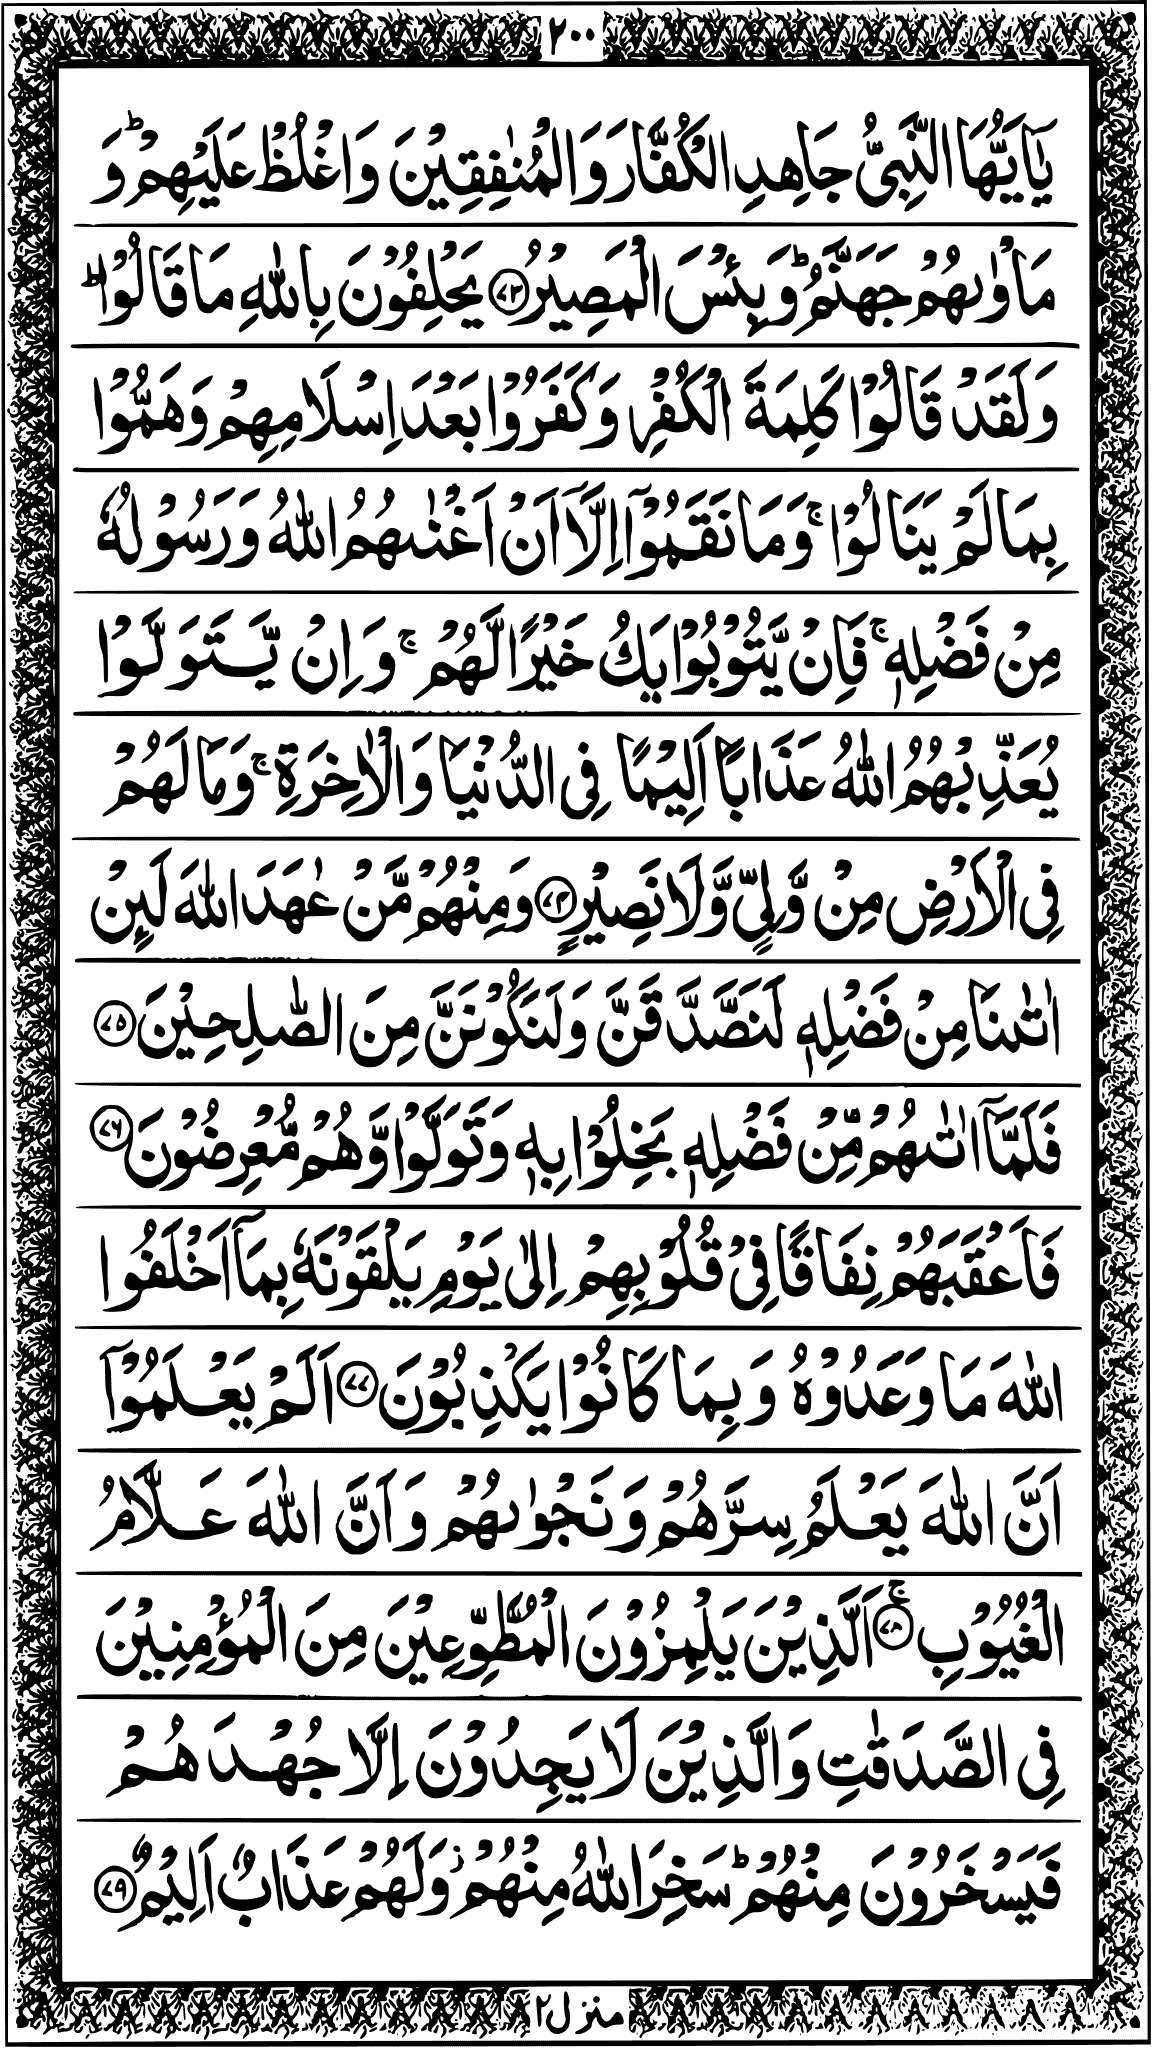 ٢٠٠
يٰۤاَيُّهَا النَّبِىُّ جَاهِدِ الْكُفَّارَ وَالْمُنٰفِقِيْنَ وَاغْلُظْ عَلَيْهِمْؕ وَ
مَاْوٰىهُمْ جَهَنَّمُؕ وَبِئْسَ الْمَصِيْرُ ﴿۷۳﴾ يَحْلِفُوْنَ بِاللّٰهِ مَا قَالُوْاؕ
وَلَقَدْ قَالُوْا كَلِمَةَ الْكُفْرِ وَكَفَرُوْا بَعْدَ اِسْلَامِهِمْ وَهَمُّوْا
بِمَا لَمْ يَنَالُوْاۚ وَمَا نَقَمُوْۤا اِلَّاۤ اَنْ اَغْنٰىهُمُ اللّٰهُ وَرَسُوْلُهٗ
مِنْ فَضْلِهٖۚ فَاِنْ يَّتُوْبُوْا يَكُ خَيْرًا لَّهُمْۚ وَاِنْ يَّتَوَلَّوْا
يُعَذِّبْهُمُ اللّٰهُ عَذَابًا اَلِيْمًا فِى الدُّنْيَا وَالْاٰخِرَةِۚ وَمَا لَهُمْ
فِى الْاَرْضِ مِنْ وَّلِىٍّ وَّلَا نَصِيْرٍ ﴿۷۴﴾ وَمِنْهُمْ مَّنْ عٰهَدَ اللّٰهَ لَئِنْ
اٰتٰىنَا مِنْ فَضْلِهٖ لَنَصَّدَّقَنَّ وَلَنَكُوْنَنَّ مِنَ الصّٰلِحِيْنَ ﴿۷۵﴾
فَلَمَّاۤ اٰتٰىهُمْ مِّنْ فَضْلِهٖ بَخِلُوْا بِهٖ وَتَوَلَّوْا وَّهُمْ مُّعْرِضُوْنَ ﴿۷۶﴾
فَاَعْقَبَهُمْ نِفَاقًا فِىْ قُلُوْبِهِمْ اِلٰى يَوْمِ يَلْقَوْنَهٗ بِمَاۤ اَخْلَفُوا
اللّٰهَ مَا وَعَدُوْهُ وَبِمَا كَانُوْا يَكْذِبُوْنَ ﴿۷۷﴾ اَلَمْ يَعْلَمُوْۤا
اَنَّ اللّٰهَ يَعْلَمُ سِرَّهُمْ وَنَجْوٰىهُمْ وَاَنَّ اللّٰهَ عَلَّامُ
الْغُيُوْبِ ﴿۷۸﴾ۚ اَلَّذِيْنَ يَلْمِزُوْنَ الْمُطَّوِّعِيْنَ مِنَ الْمُؤْمِنِيْنَ
فِى الصَّدَقٰتِ وَالَّذِيْنَ لَا يَجِدُوْنَ اِلَّا جُهْدَهُمْ
فَيَسْخَرُوْنَ مِنْهُمْؕ سَخِرَ اللّٰهُ مِنْهُمْز وَلَهُمْ عَذَابٌ اَلِيْمٌ ﴿۷۹﴾
منزل٢